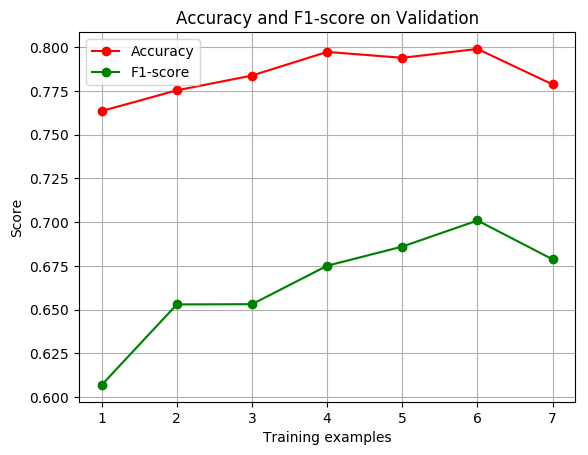 Accuracy and F1-score on Validation
Accuracy
F1-score
Score
0.800
0.775
0.750
0.725
0.700
0.675
0.650
0.625
0.600
1 2 3 4 5 6 7
Training examples